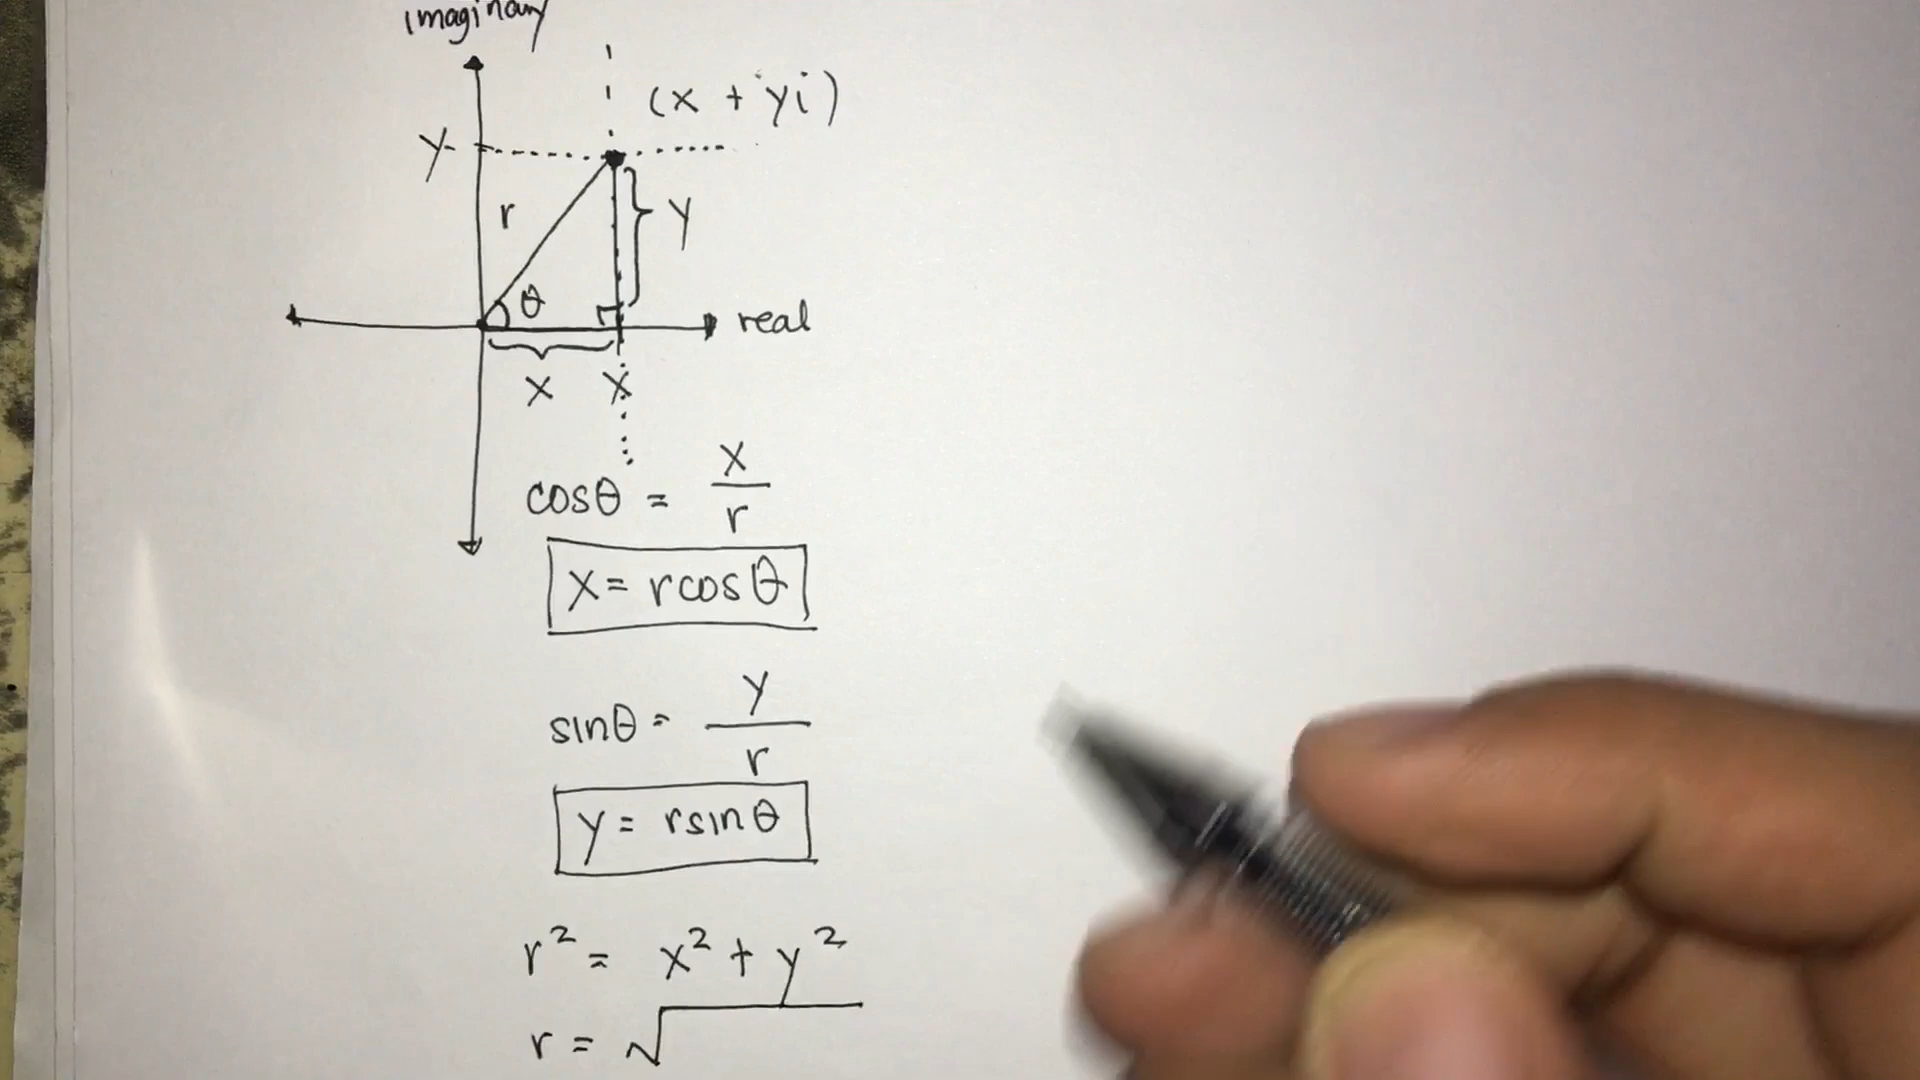 imaginary
(x + yi)
y
r
y
θ
real
x x
cosθ = x/r
x = rcosθ
sinθ = y/r
y = rsinθ
r² = x² + y²
r = √